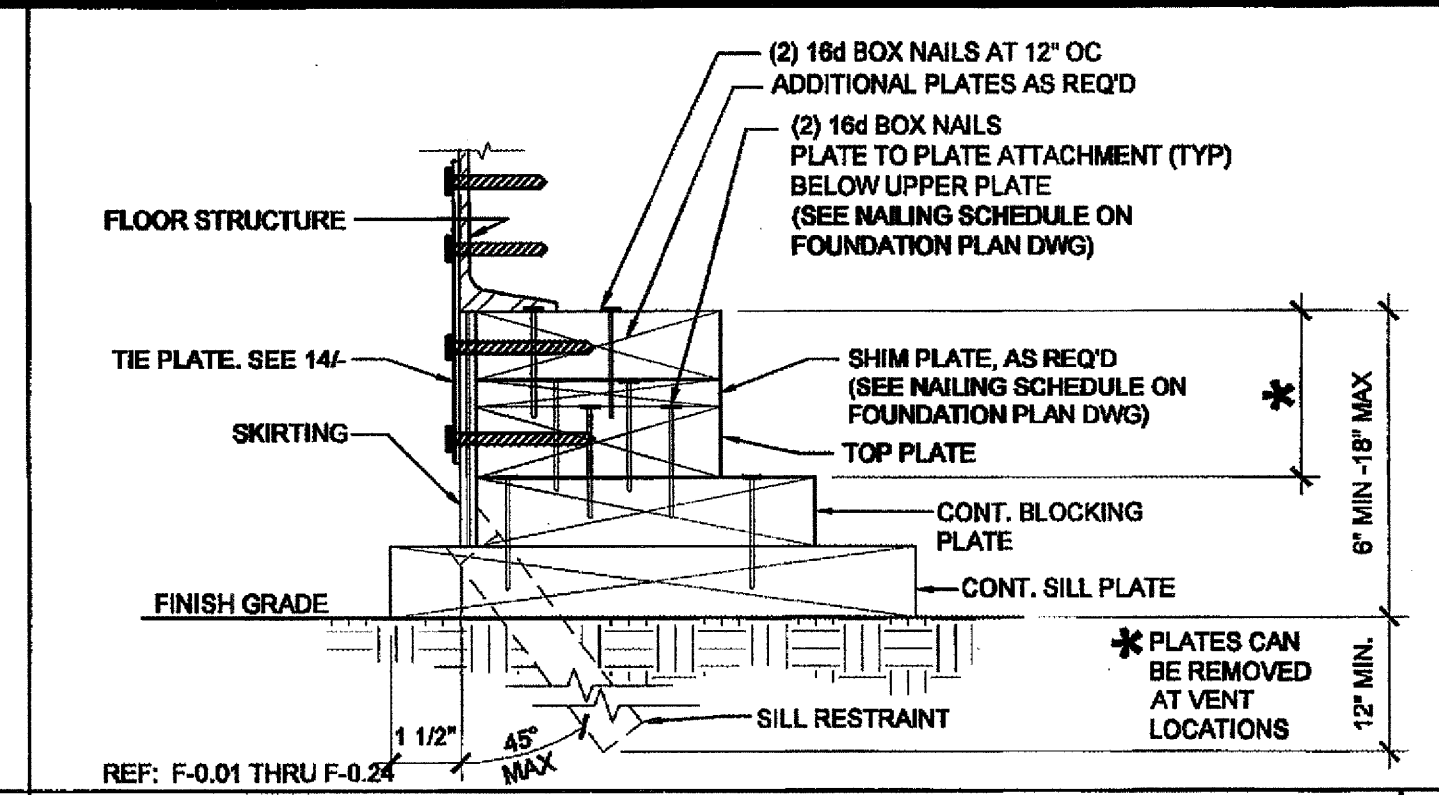 (2) 16d BOX NAILS AT 12" OC
ADDITIONAL PLATES AS REQ'D
(2) 16d BOX NAILS
PLATE TO PLATE ATTACHMENT (TYP)
BELOW UPPER PLATE
(SEE NAILING SCHEDULE ON
FOUNDATION PLAN DWG)
FLOOR STRUCTURE
TIE PLATE. SEE 14/-
SKIRTING
SHIM PLATE, AS REQ'D
(SEE NAILING SCHEDULE ON
FOUNDATION PLAN DWG)
TOP PLATE
CONT. BLOCKING
PLATE
CONT. SILL PLATE
*
6" MIN -18" MAX
FINISH GRADE
* PLATES CAN
BE REMOVED
AT VENT
LOCATIONS
12" MIN.
SILL RESTRAINT
1 1/2"
45°
MAX
REF: F-0.01 THRU F-0.24